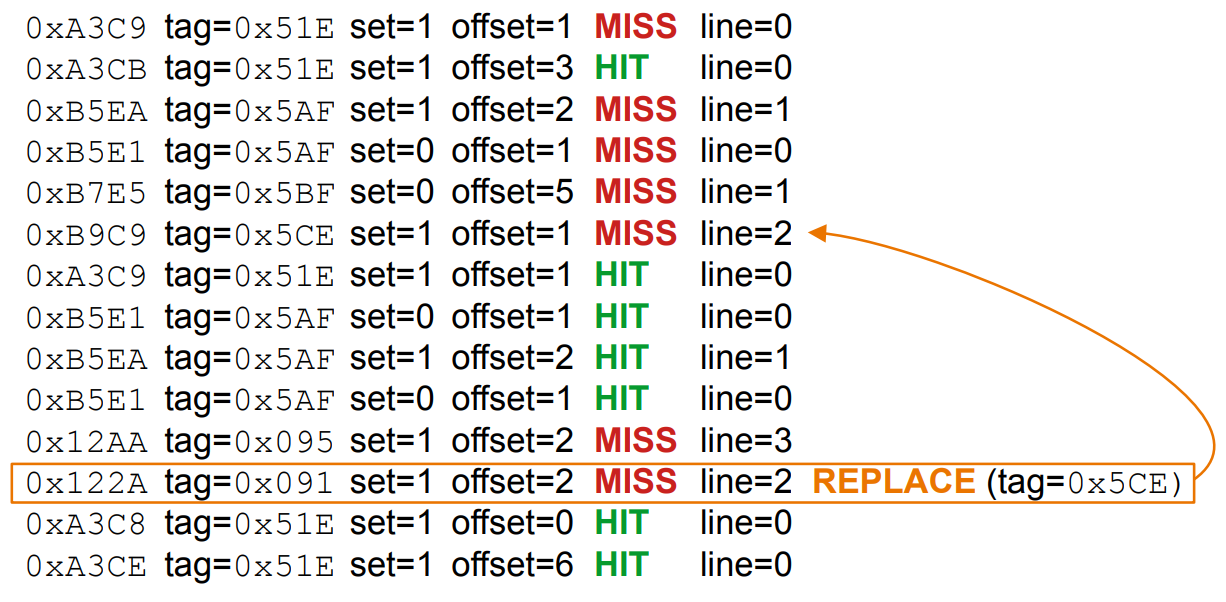 0xA3C9 tag=0x51E set=1 offset=1 MISS line=0
0xA3CB tag=0x51E set=1 offset=3 HIT line=0
0xB5EA tag=0x5AF set=1 offset=2 MISS line=1
0xB5E1 tag=0x5AF set=0 offset=1 MISS line=0
0xB7E5 tag=0x5BF set=0 offset=5 MISS line=1
0xB9C9 tag=0x5CE set=1 offset=1 MISS line=2
0xA3C9 tag=0x51E set=1 offset=1 HIT line=0
0xB5E1 tag=0x5AF set=0 offset=1 HIT line=0
0xB5EA tag=0x5AF set=1 offset=2 HIT line=1
0xB5E1 tag=0x5AF set=0 offset=1 HIT line=0
0x12AA tag=0x095 set=1 offset=2 MISS line=3
0x122A tag=0x091 set=1 offset=2 MISS line=2 REPLACE (tag=0x5CE)
0xA3C8 tag=0x51E set=1 offset=0 HIT line=0
0xA3CE tag=0x51E set=1 offset=6 HIT line=0